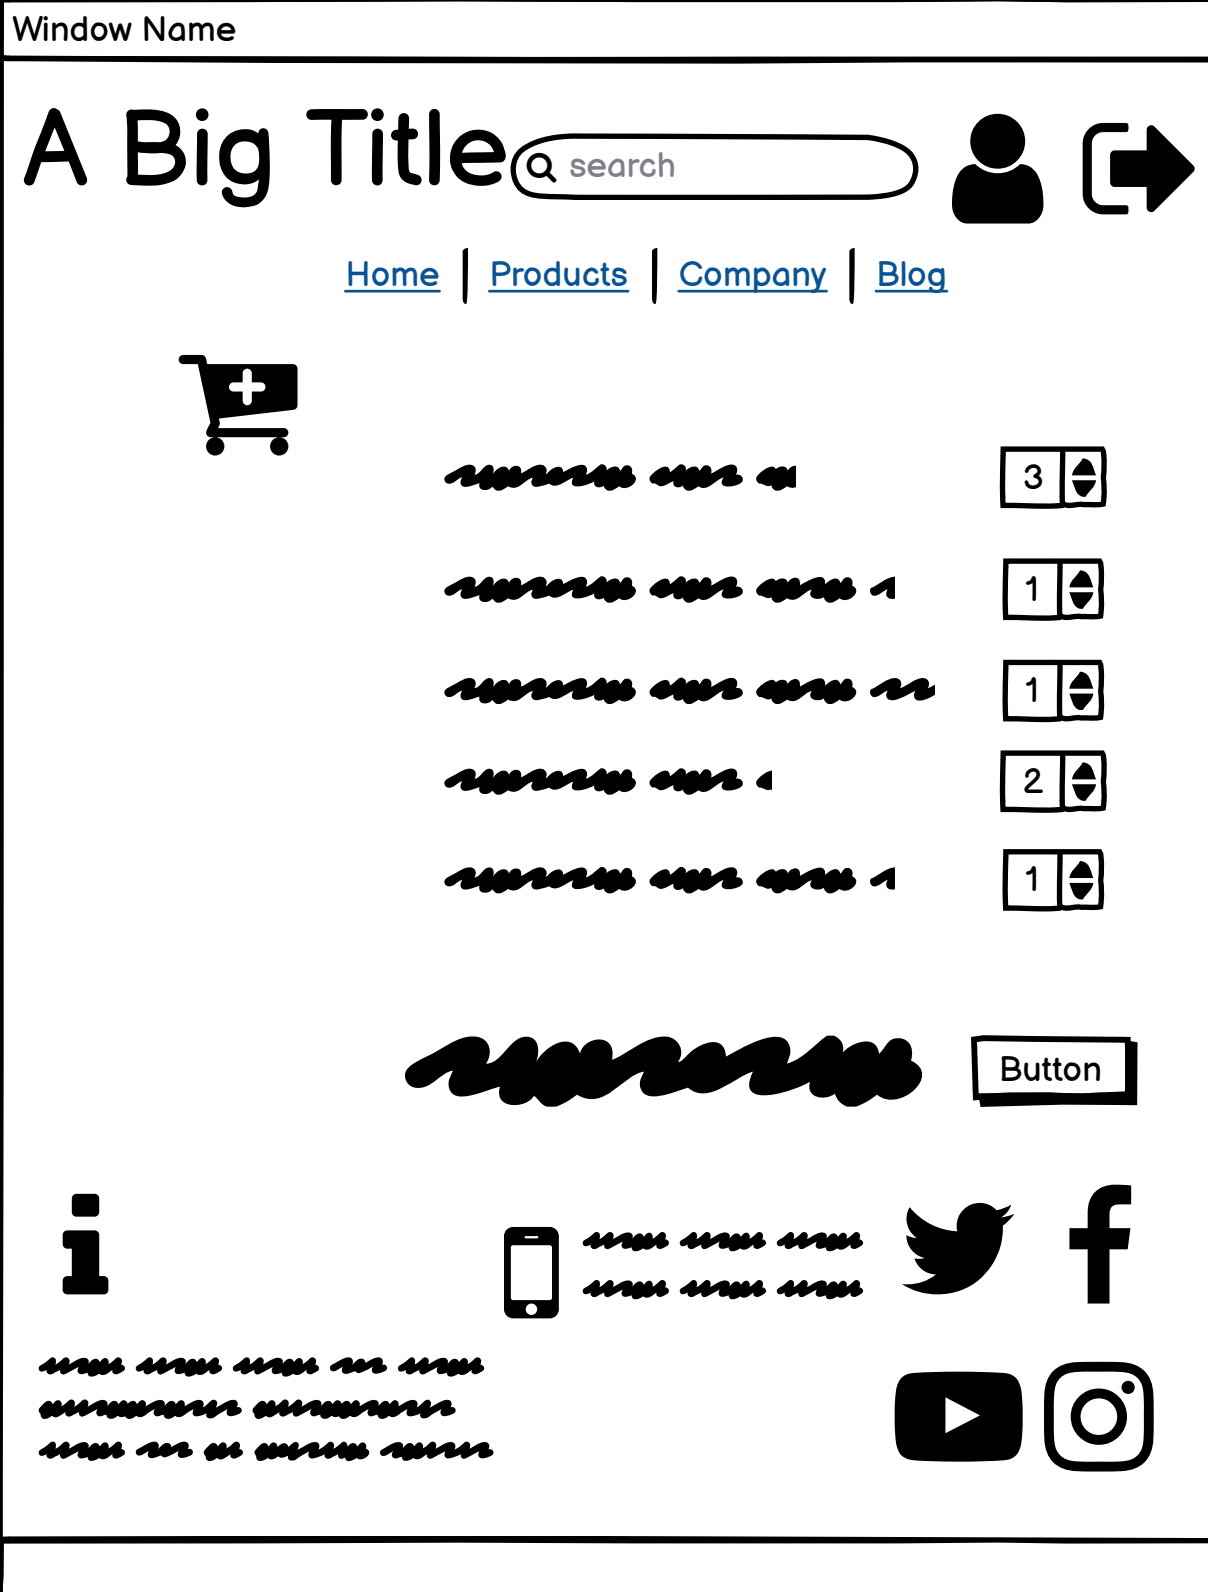 Window Name
A Big Title
search
Home Products Company Blog
3
1
1
2
1
Button